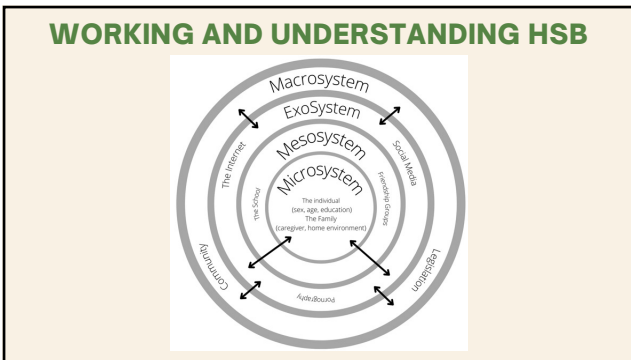 WORKING AND UNDERSTANDING HSB
Macrosystem
ExoSystem
Mesosystem
Microsystem
The Internet
Social Media
The School
Friendship Groups
The individual
(sex, age, education)
The Family
(caregiver, home environment)
Community
Legislation
Pornography